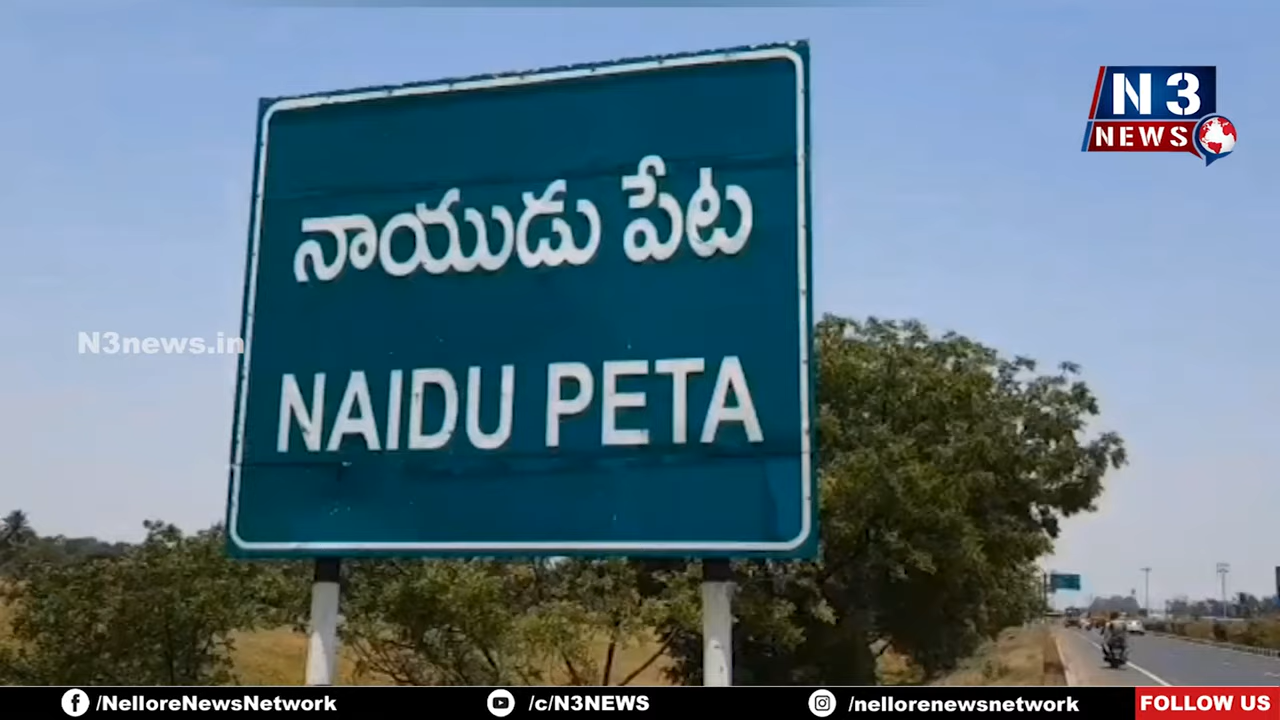 N3
NEWS
నాయుడు పేట
N3news.in
NAIDU PETA
/NelloreNewsNetwork
/c/N3NEWS
/nellorenewsnetwork
FOLLOW US